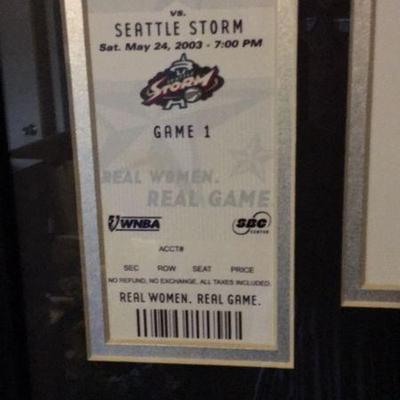 vs.
SEATTLE STORM
Sat. May 24, 2003 - 7:00 PM
STORM
GAME 1
REAL WOMEN.
REAL GAME
WNBA
SBC
CENTER
ACCT#
SEC ROW SEAT PRICE
NO REFUND, NO EXCHANGE, ALL TAXES INCLUDED.
REAL WOMEN. REAL GAME.